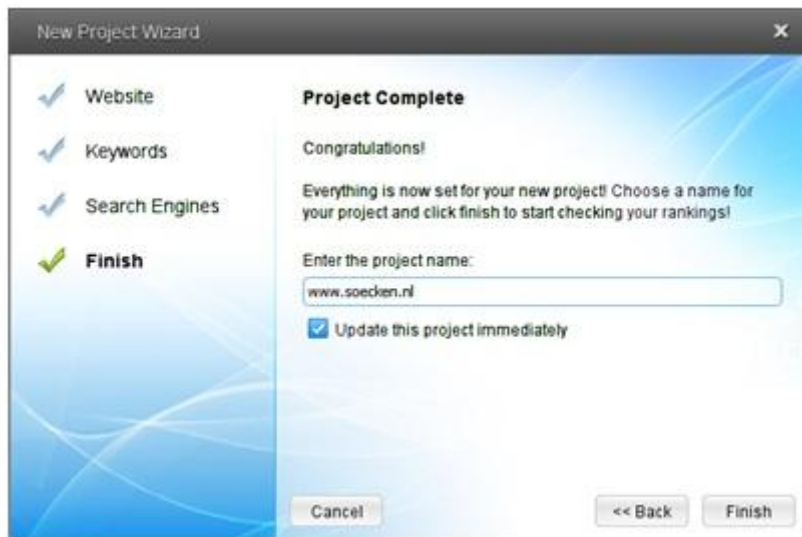 New Project Wizard
Website
Keywords
Search Engines
Finish
Project Complete
Congratulations!
Everything is now set for your new project! Choose a name for
your project and click finish to start checking your rankings!
Enter the project name:
www.soecken.nl
Update this project immediately
Cancel
<< Back
Finish